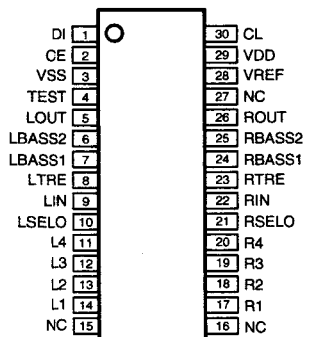 DI 1 30 CL
CE 2 29 VDD
VSS 3 28 VREF
TEST 4 27 NC
LOUT 5 26 ROUT
LBASS2 6 25 RBASS2
LBASS1 7 24 RBASS1
LTRE 8 23 RTRE
LIN 9 22 RIN
LSELO 10 21 RSELO
L4 11 20 R4
L3 12 19 R3
L2 13 18 R2
L1 14 17 R1
NC 15 16 NC